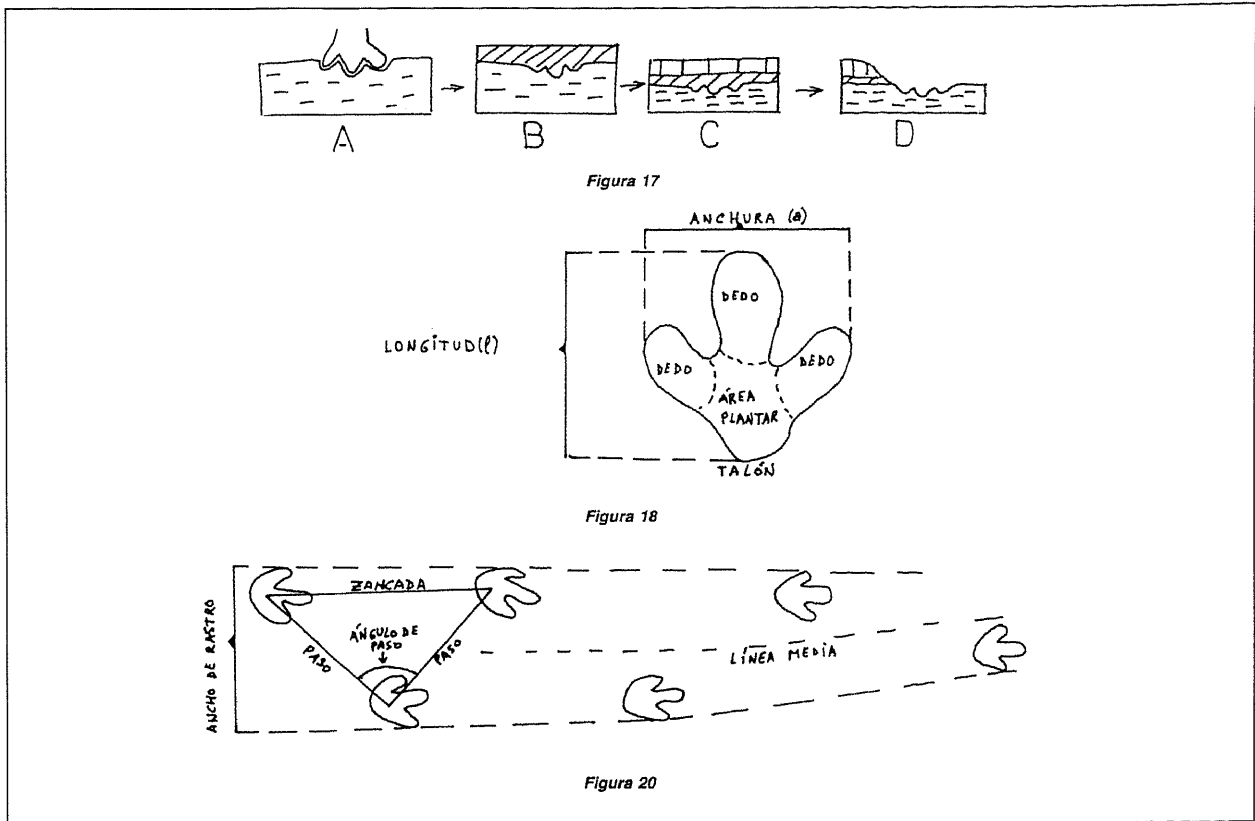 A
B
C
D
Figura 17
ANCHURA (a)
DEDO
LONGITUD(l)
DEDO
DEDO
ÁREA
PLANTAR
TALÓN
Figura 18
ANCHO DE RASTRO
ZANCADA
ÁNGULO DE
PASO
PASO
PASO
LÍNEA MEDIA
Figura 20